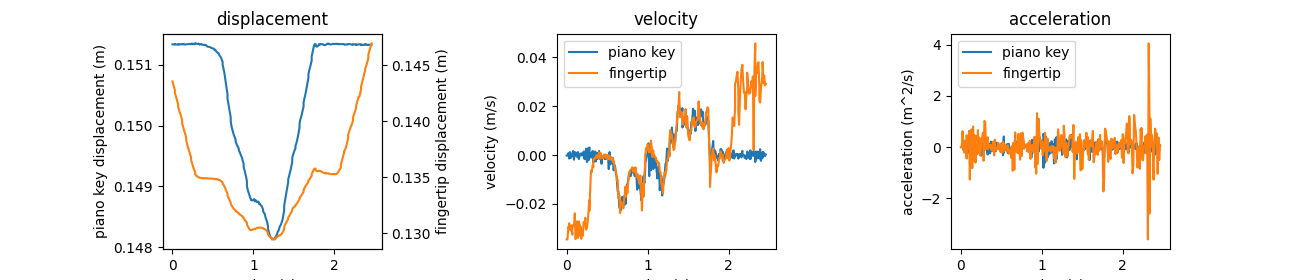 displacement
velocity
acceleration
piano key displacement (m)
0.151
0.150
0.149
0.148
0 1 2
fingertip displacement (m)
0.145
0.140
0.135
0.130
velocity (m/s)
0.04
0.02
0.00
−0.02
piano key
fingertip
0 1 2
acceleration (m^2/s)
4
2
0
−2
piano key
fingertip
0 1 2